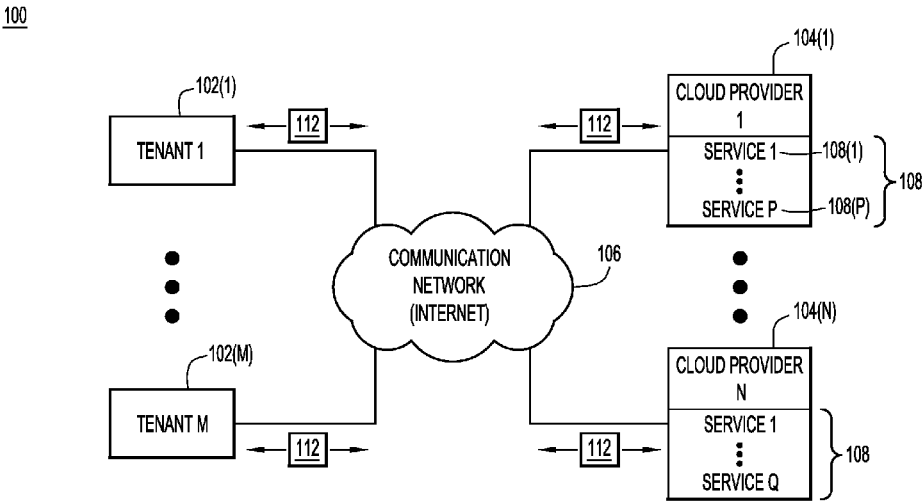 100
104(1)
102(1)
112
112
CLOUD PROVIDER
1
TENANT 1
SERVICE 1
108(1)
108
SERVICE P
108(P)
COMMUNICATION
NETWORK
(INTERNET)
106
104(N)
102(M)
CLOUD PROVIDER
N
TENANT M
SERVICE 1
112
112
108
SERVICE Q